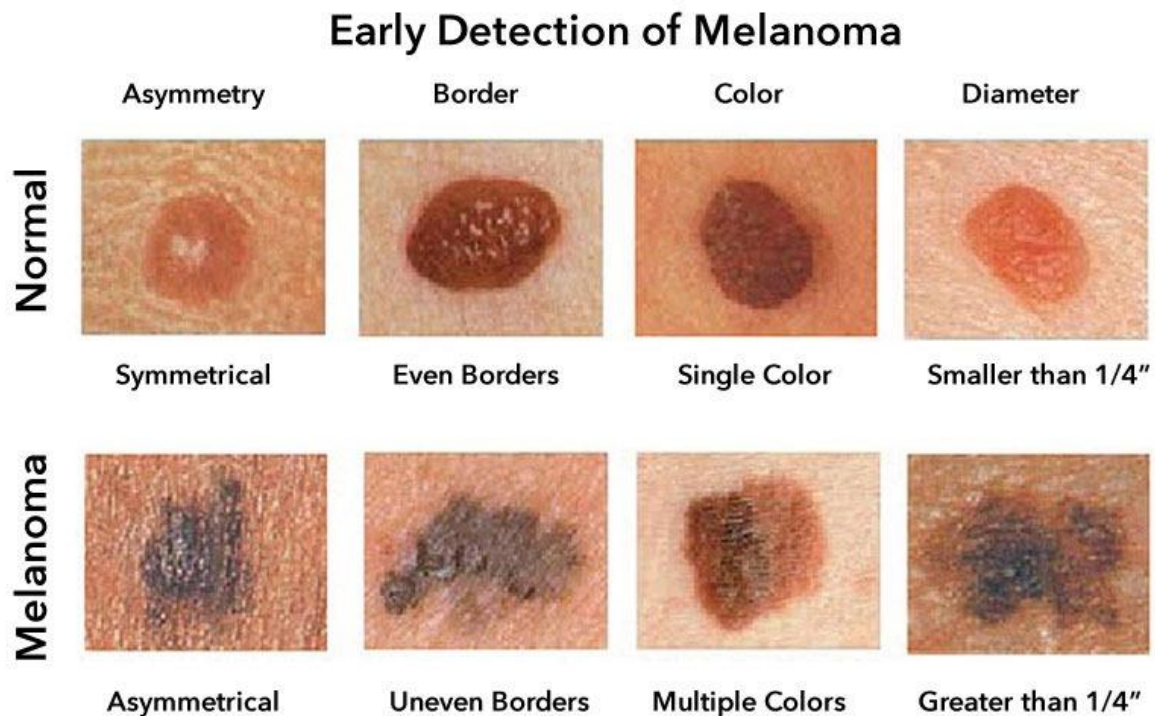 Early Detection of Melanoma
Asymmetry Border Color Diameter
Normal
Symmetrical Even Borders Single Color Smaller than 1/4”
Melanoma
Asymmetrical Uneven Borders Multiple Colors Greater than 1/4”